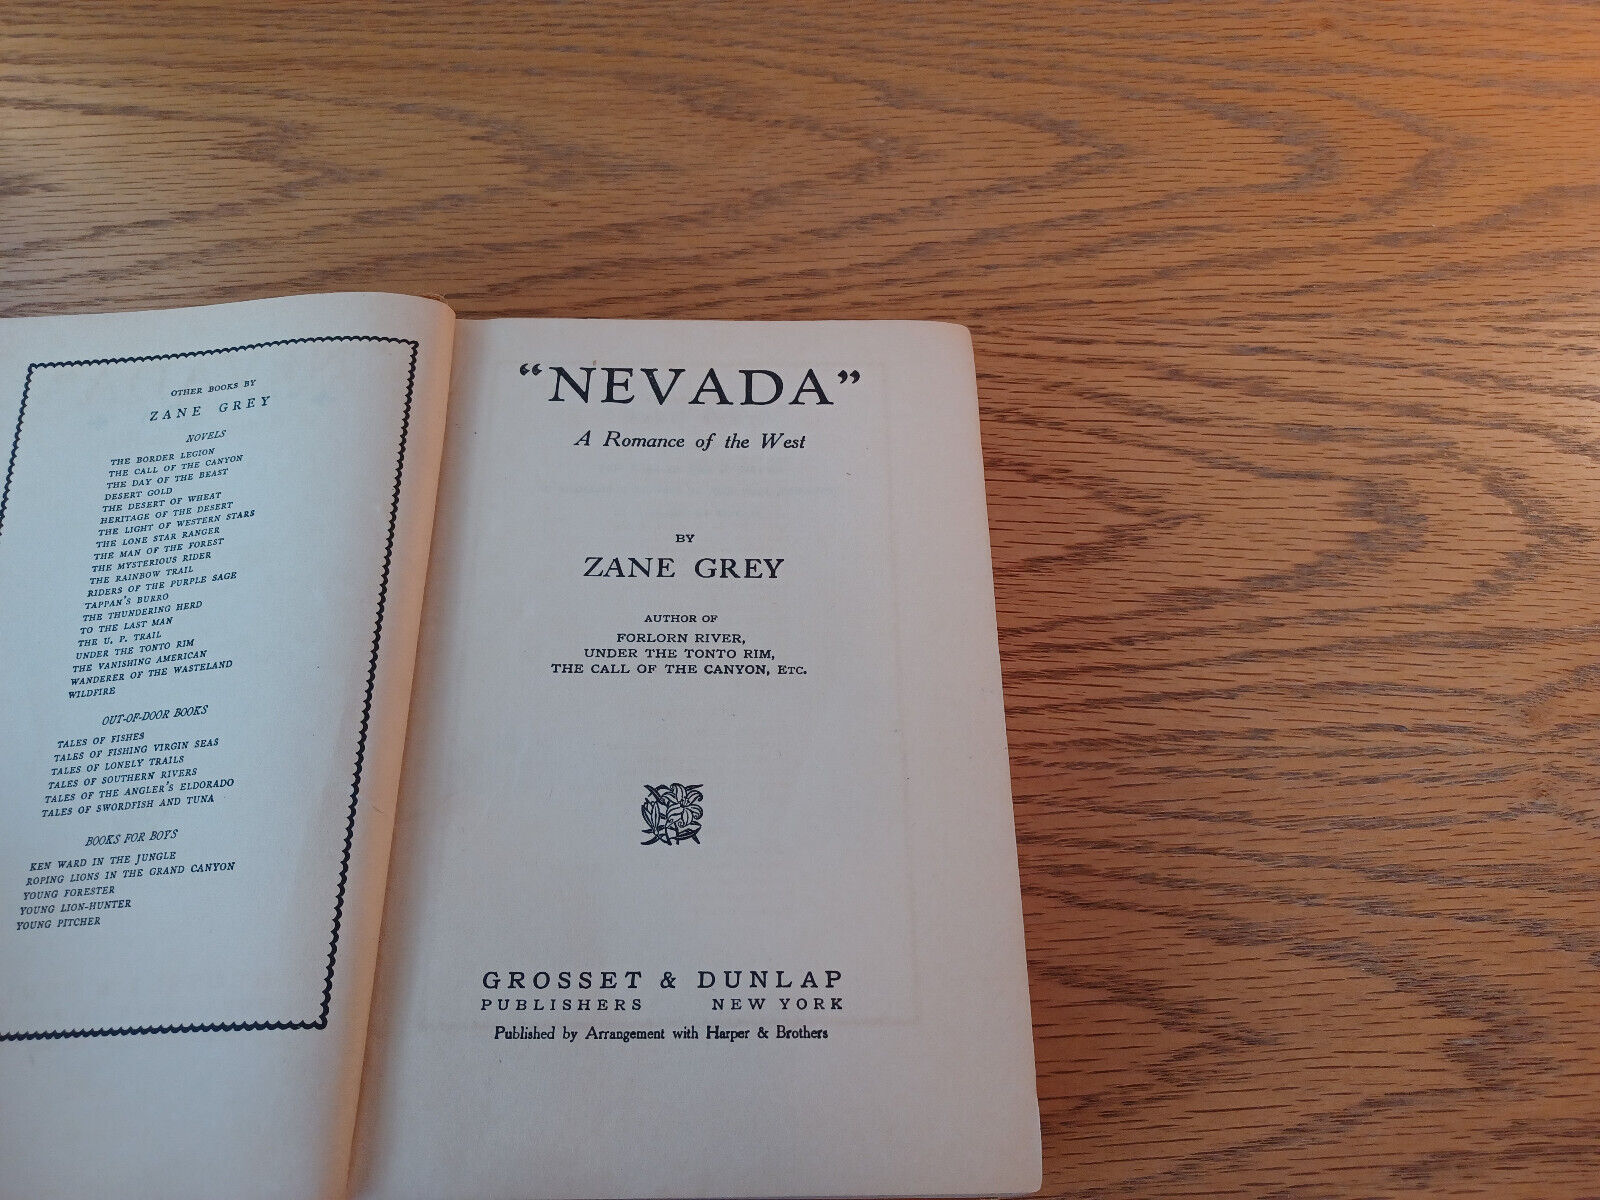 OTHER BOOKS BY
ZANE GREY
NOVELS
THE BORDER LEGION
THE CALL OF THE CANYON
THE DAY OF THE BEAST
DESERT GOLD
THE DESERT OF WHEAT
HERITAGE OF THE DESERT
THE LIGHT OF WESTERN STARS
THE LONE STAR RANGER
THE MAN OF THE FOREST
THE MYSTERIOUS RIDER
THE RAINBOW TRAIL
RIDERS OF THE PURPLE SAGE
TAPPAN'S BURRO
THE THUNDERING HERD
TO THE LAST MAN
THE U. P. TRAIL
UNDER THE TONTO RIM
THE VANISHING AMERICAN
WANDERER OF THE WASTELAND
WILDFIRE
OUT-OF-DOOR BOOKS
TALES OF FISHES
TALES OF FISHING VIRGIN SEAS
TALES OF LONELY TRAILS
TALES OF SOUTHERN RIVERS
TALES OF THE ANGLER'S ELDORADO
TALES OF SWORDFISH AND TUNA
BOOKS FOR BOYS
KEN WARD IN THE JUNGLE
ROPING LIONS IN THE GRAND CANYON
YOUNG FORESTER
YOUNG LION-HUNTER
YOUNG PITCHER
“NEVADA”
A Romance of the West
BY
ZANE GREY
AUTHOR OF
FORLORN RIVER,
UNDER THE TONTO RIM,
THE CALL OF THE CANYON, ETC.
GROSSET & DUNLAP
PUBLISHERS NEW YORK
Published by Arrangement with Harper & Brothers